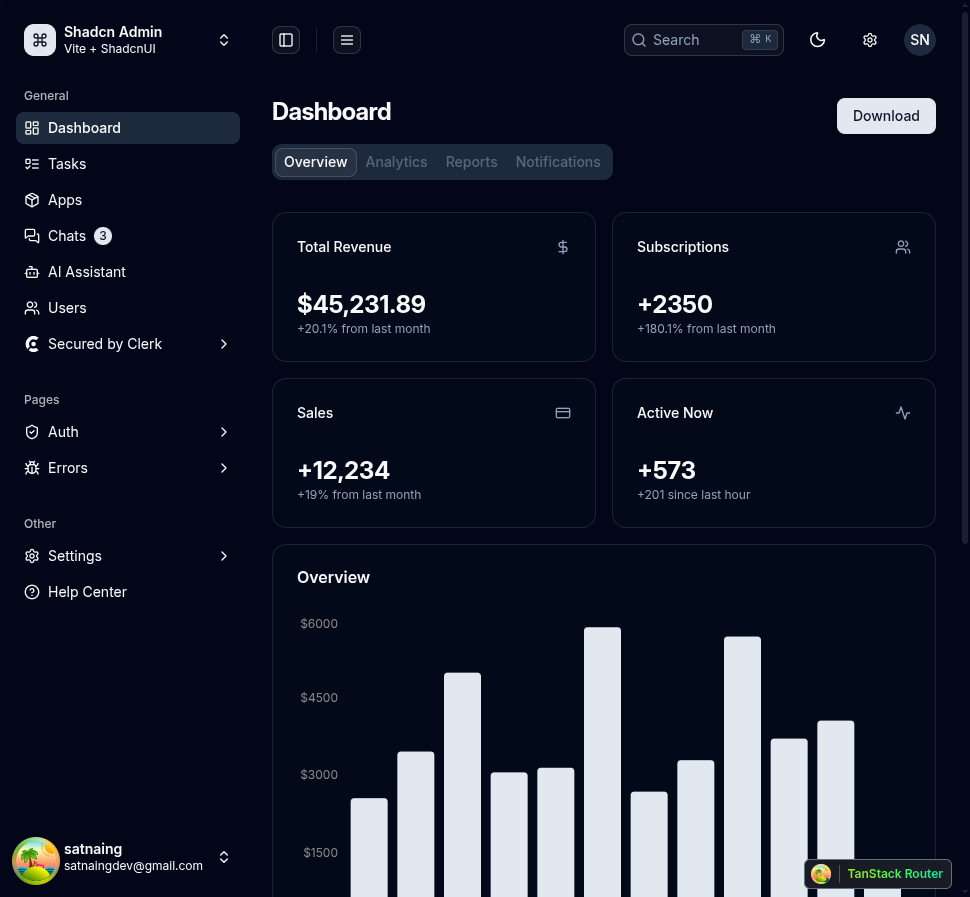 Shadcn Admin
Vite + ShadcnUI
General
Dashboard
Tasks
Apps
Chats 3
AI Assistant
Users
Secured by Clerk
Pages
Auth
Errors
Other
Settings
Help Center
satnaing
satnaingdev@gmail.com
Search ⌘ K
SN
Dashboard
Download
Overview Analytics Reports Notifications
Total Revenue
$45,231.89
+20.1% from last month
Subscriptions
+2350
+180.1% from last month
Sales
+12,234
+19% from last month
Active Now
+573
+201 since last hour
Overview
$6000
$4500
$3000
$1500
TanStack Router